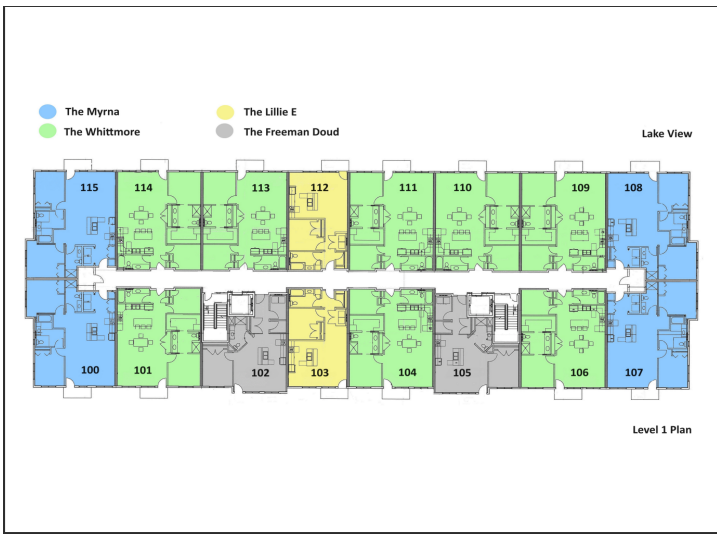 The Myrna
The Lillie E
The Whittmore
The Freeman Doud
Lake View
115
114
113
112
111
110
109
108
100
101
102
103
104
105
106
107
Level 1 Plan